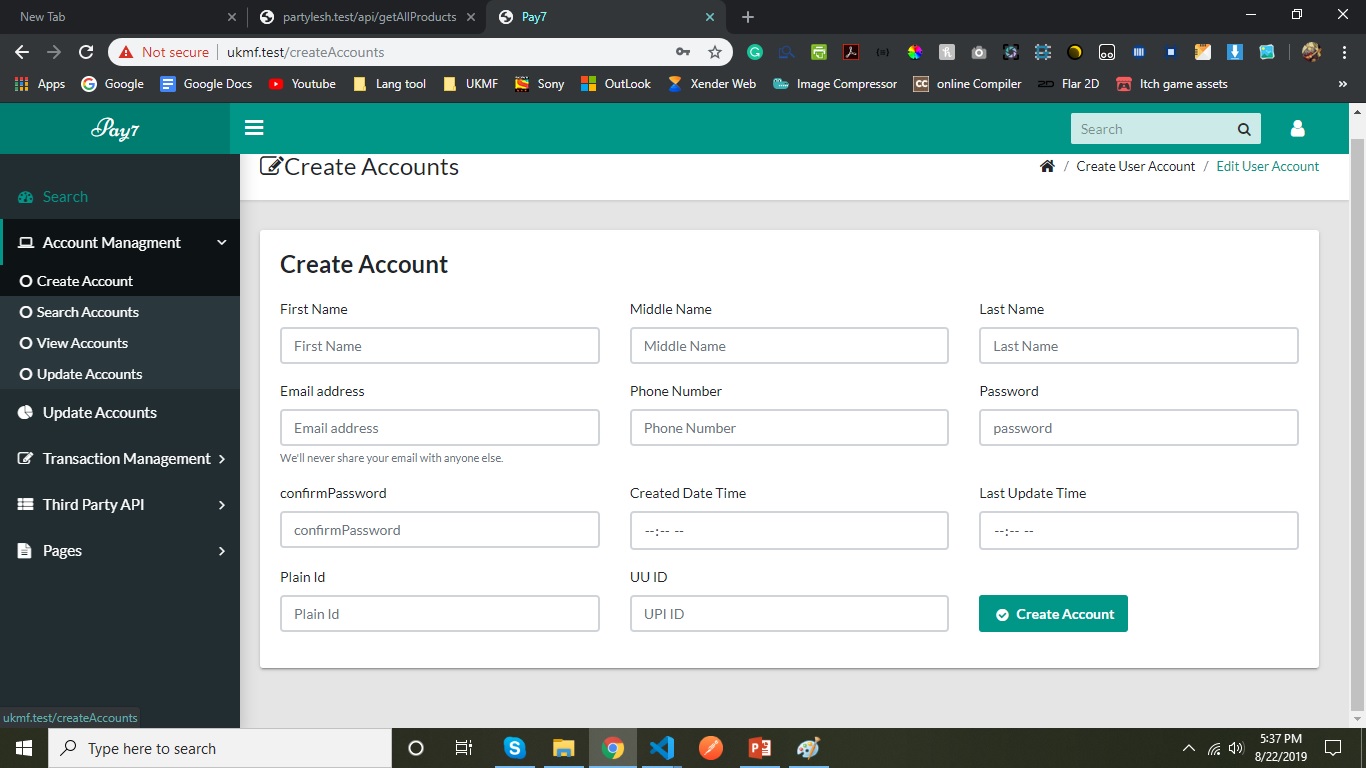 New Tab
partylesh.test/api/getAllProducts
Pay7
Not secure
ukmf.test/createAccounts
Apps
Google
Google Docs
Youtube
Lang tool
UKMF
Sony
OutLook
Xender Web
Image Compressor
CC
online Compiler
2D
Flar 2D
Itch game assets
»
Pay7
Search
Create Accounts
/ Create User Account / Edit User Account
Search
Account Managment
Create Account
Search Accounts
View Accounts
Update Accounts
Update Accounts
Transaction Management
Third Party API
Pages
Create Account
First Name
Middle Name
Last Name
First Name
Middle Name
Last Name
Email address
Phone Number
Password
Email address
Phone Number
password
We'll never share your email with anyone else.
confirmPassword
Created Date Time
Last Update Time
confirmPassword
--:-- --
--:-- --
Plain Id
UU ID
Plain Id
UPI ID
Create Account
ukmf.test/createAccounts
Type here to search
5:37 PM
8/22/2019